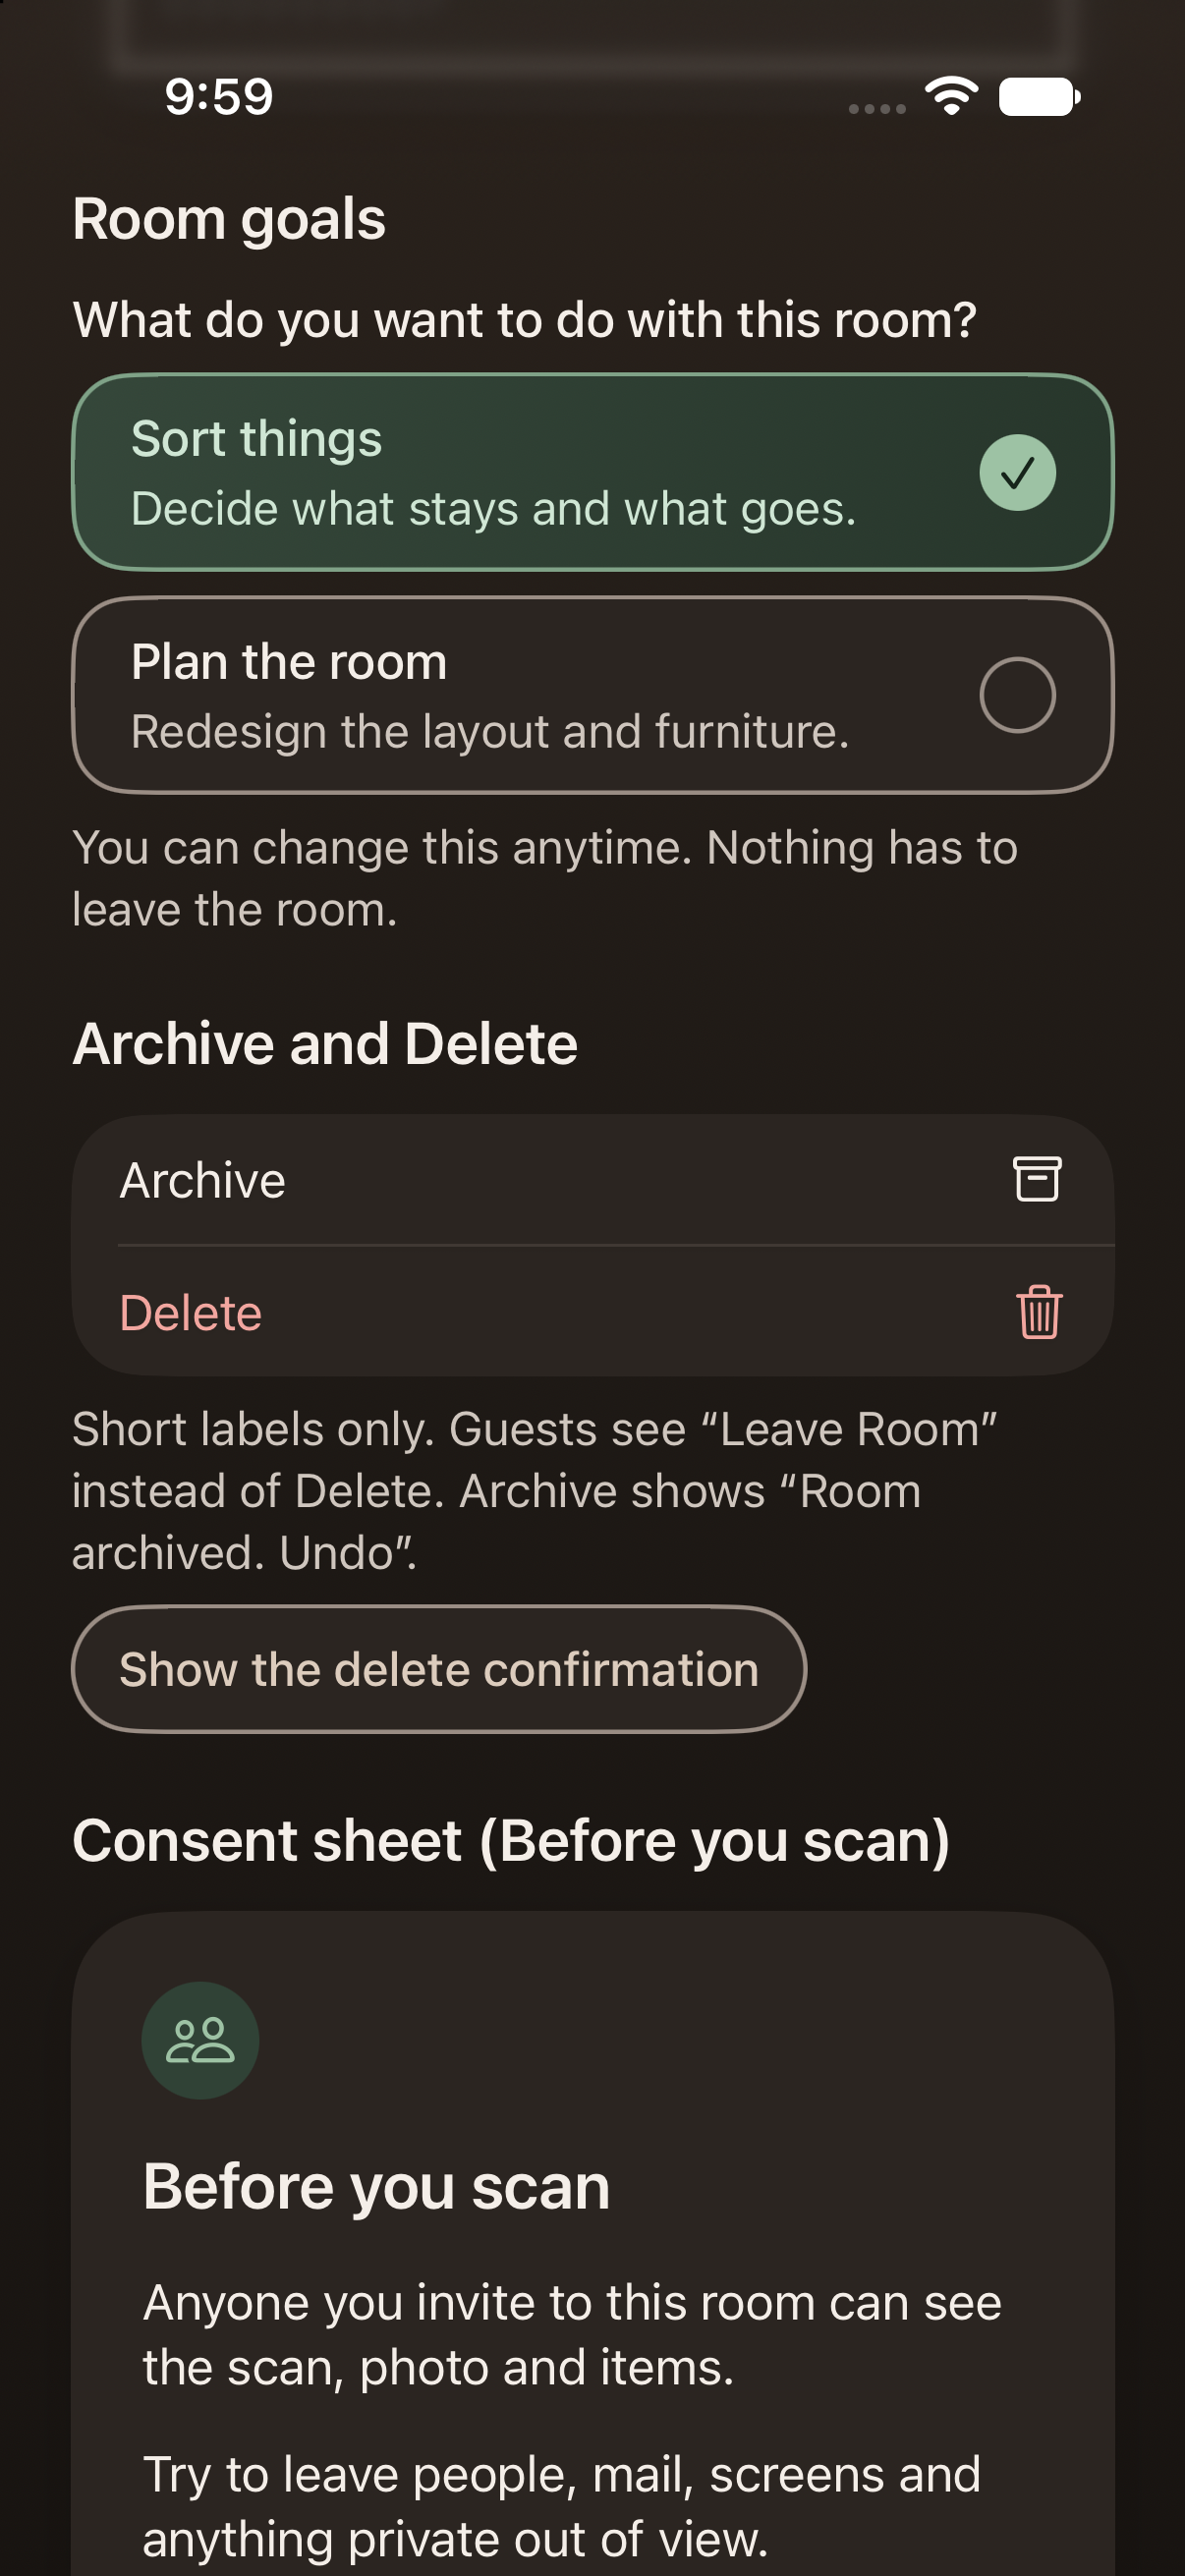 9:59
Room goals
What do you want to do with this room?
Sort things
Decide what stays and what goes.
Plan the room
Redesign the layout and furniture.
You can change this anytime. Nothing has to
leave the room.
Archive and Delete
Archive
Delete
Short labels only. Guests see “Leave Room”
instead of Delete. Archive shows “Room
archived. Undo”.
Show the delete confirmation
Consent sheet (Before you scan)
Before you scan
Anyone you invite to this room can see
the scan, photo and items.
Try to leave people, mail, screens and
anything private out of view.